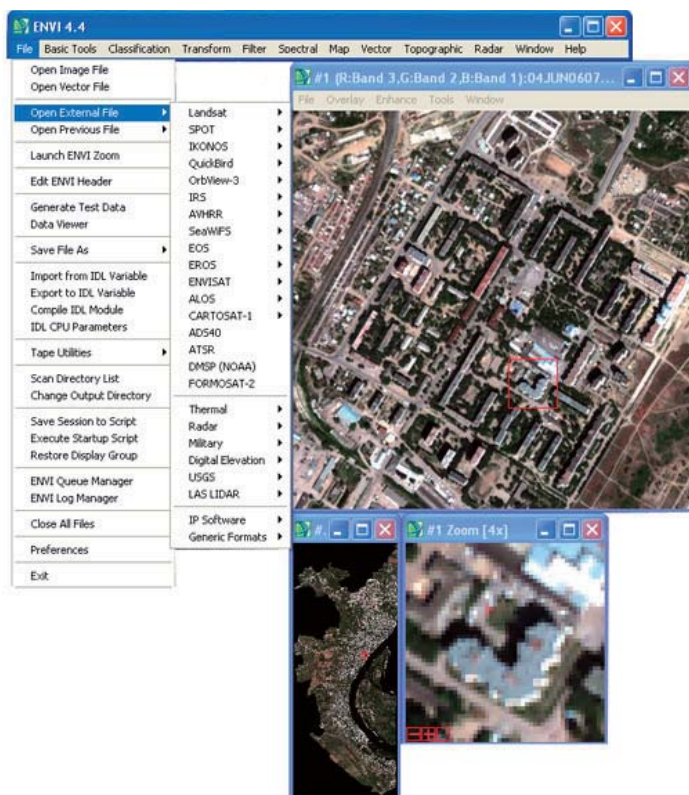 ENVI 4.4
File Basic Tools Classification Transform Filter Spectral Map Vector Topographic Radar Window Help
Open Image File
Open Vector File
Open External File
Open Previous File
Launch ENVI Zoom
Edit ENVI Header
Generate Test Data
Data Viewer
Save File As
Import from IDL Variable
Export to IDL Variable
Compile IDL Module
IDL CPU Parameters
Tape Utilities
Scan Directory List
Change Output Directory
Save Session to Script
Execute Startup Script
Restore Display Group
ENVI Queue Manager
ENVI Log Manager
Close All Files
Preferences
Exit
Landsat
SPOT
IKONOS
QuickBird
OrbView-3
IRS
AVHRR
SeaWiFS
EOS
EROS
ENVISAT
ALOS
CARTOSAT-1
ADS40
ATSR
DMSP (NOAA)
FORMOSAT-2
Thermal
Radar
Military
Digital Elevation
USGS
LAS LIDAR
IP Software
Generic Formats
#1 (R:Band 3,G:Band 2,B:Band 1):04JUN0607...
File Overlay Enhance Tools Window
#.
#1 Zoom [4x]